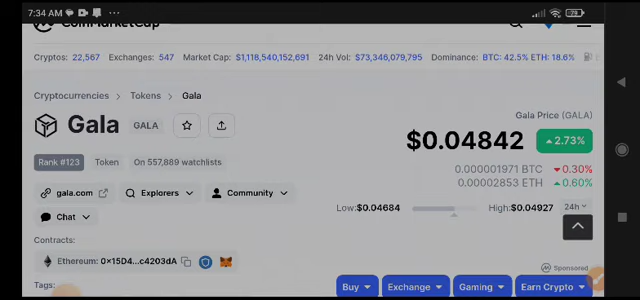 7:34 AM
79
CoinMarketCap
Cryptos: 22,567 Exchanges: 547 Market Cap: $1,118,540,152,691 24h Vol: $73,346,079,795 Dominance: BTC: 42.5% ETH: 18.6%
Cryptocurrencies > Tokens > Gala
Gala GALA
Gala Price (GALA)
$0.04842 2.73%
Rank #123 Token On 557,889 watchlists
0.000001971 BTC 0.30%
0.00002853 ETH 0.60%
gala.com Explorers Community
Low:$0.04684 High:$0.04927 24h
Chat
Contracts:
Ethereum: 0x15D4...c4203dA
Sponsored
Tags:
Buy Exchange Gaming Earn Crypto